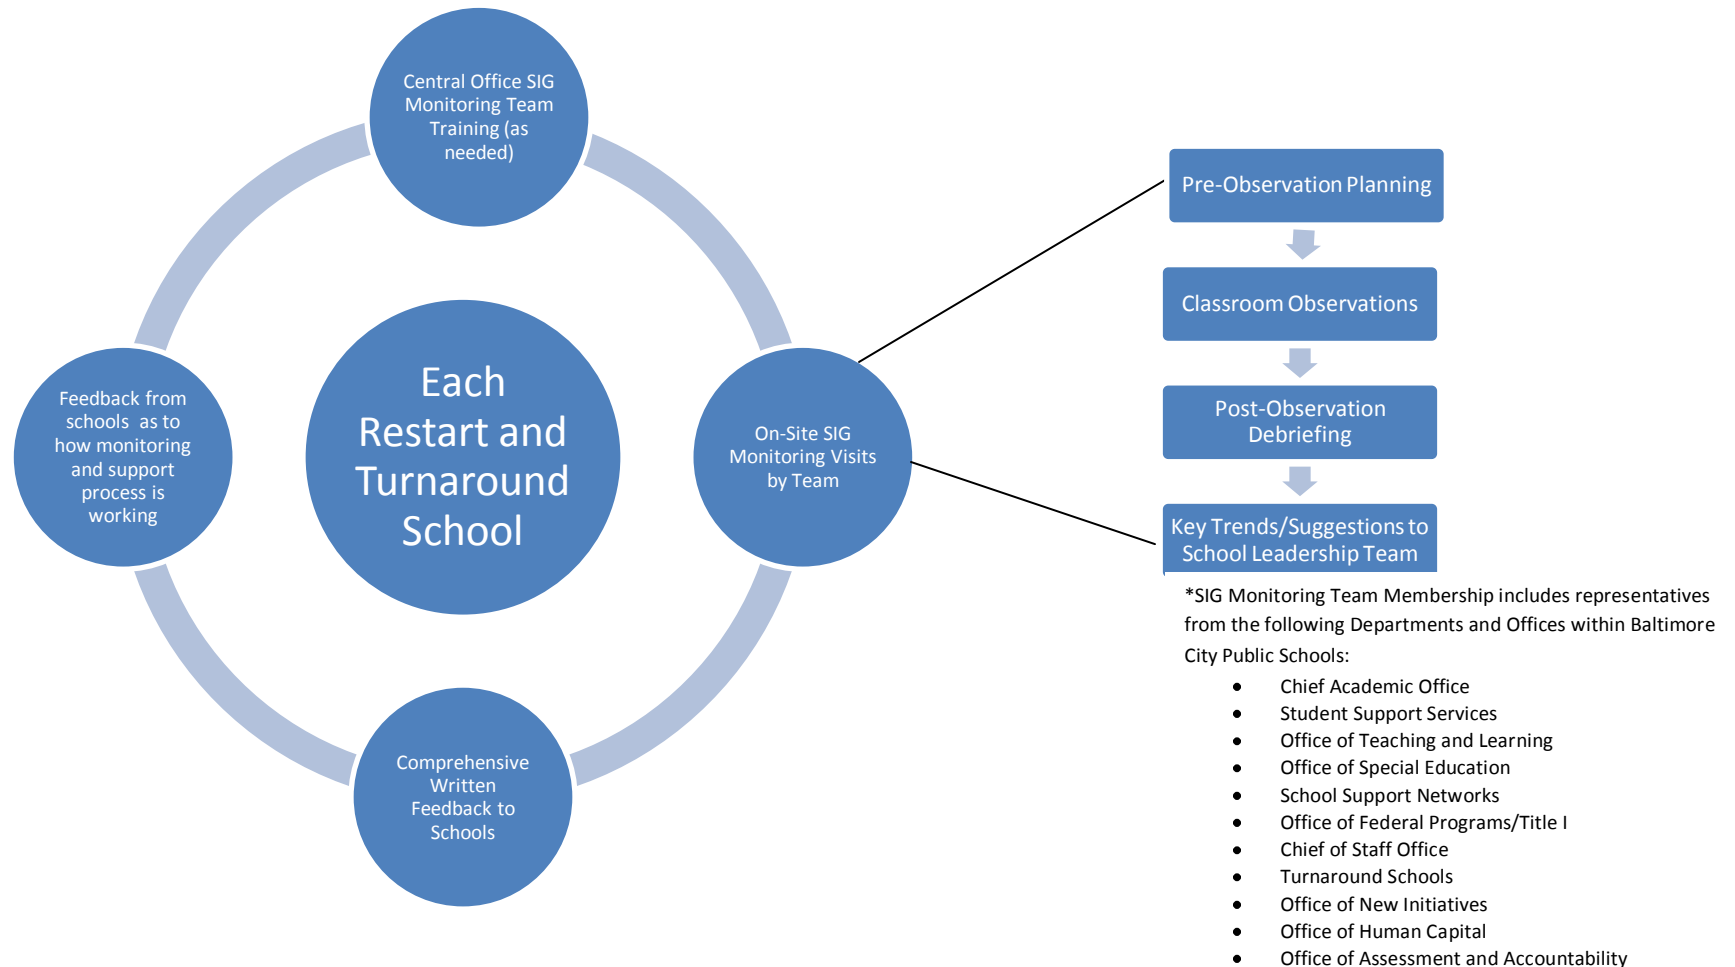 Central Office SIG
Monitoring Team
Training (as
needed)
Each
Restart and
Turnaround
School
On-Site SIG
Monitoring Visits
by Team
Comprehensive
Written
Feedback to
Schools
Feedback from
schools as to
how monitoring
and support
process is
working
Pre-Observation Planning
Classroom Observations
Post-Observation
Debriefing
Key Trends/Suggestions to
School Leadership Team
*SIG Monitoring Team Membership includes representatives
from the following Departments and Offices within Baltimore
City Public Schools:
• Chief Academic Office
• Student Support Services
• Office of Teaching and Learning
• Office of Special Education
• School Support Networks
• Office of Federal Programs/Title I
• Chief of Staff Office
• Turnaround Schools
• Office of New Initiatives
• Office of Human Capital
• Office of Assessment and Accountability